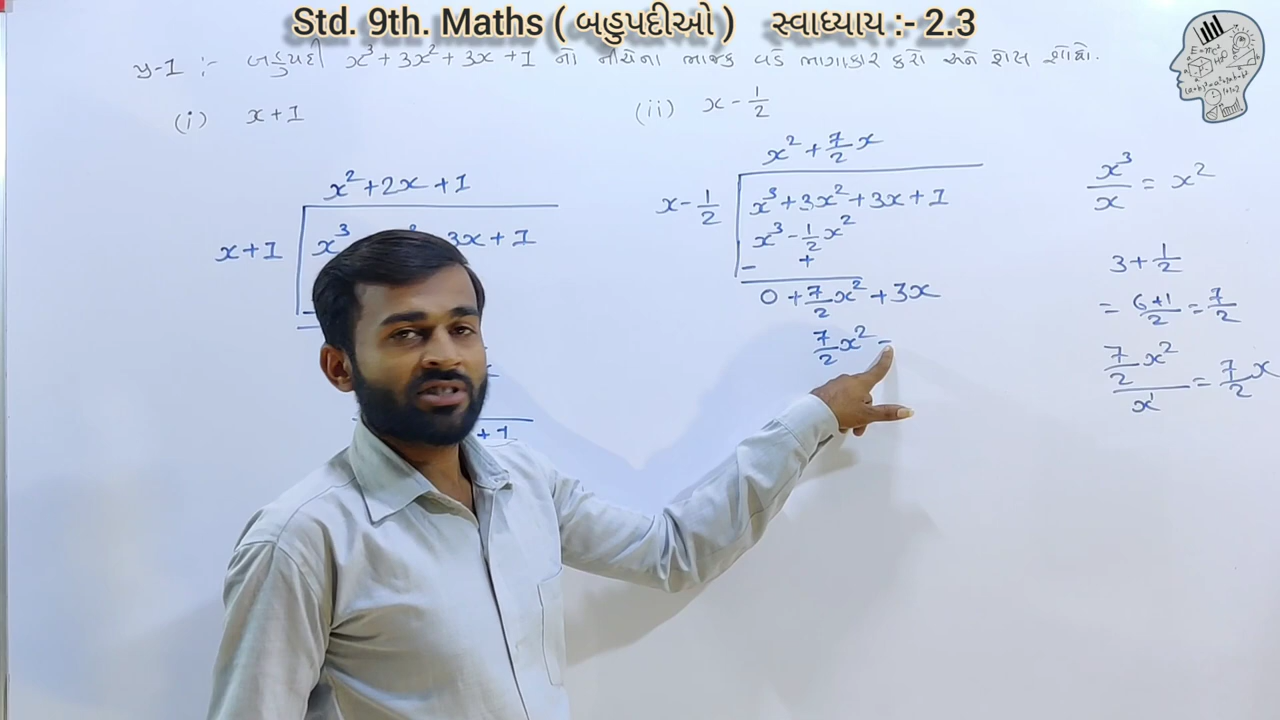 Std. 9th. Maths ( બહુપદીઓ ) સ્વાધ્યાય :- 2.3
પ્ર-1 :- બહુપદી x³ + 3x² + 3x + 1 નો નીચેના ભાજક વડે ભાગાકાર કરો અને શેષ શોધો.
(i) x + 1
x² + 2x + 1
x + 1
x³ 3x + 1
+ 1
(ii) x - 1/2
x² + 7/2 x
x - 1/2
x³ + 3x² + 3x + 1
x³ - 1/2 x²
- +
0 + 7/2 x² + 3x
7/2 x² -
x³/x = x²
3 + 1/2
= 6+1/2 = 7/2
7/2 x²/x = 7/2 x